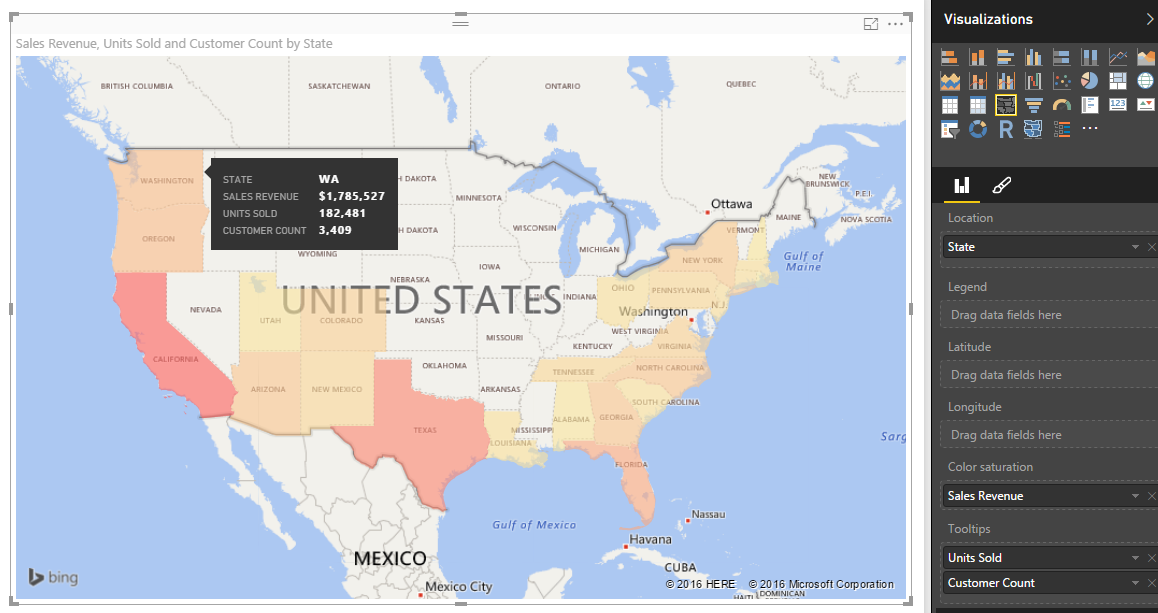 Sales Revenue, Units Sold and Customer Count by State
BRITISH COLUMBIA
SASKATCHEWAN
ONTARIO
QUEBEC
WASHINGTON
STATE WA
SALES REVENUE $1,785,527
UNITS SOLD 182,481
CUSTOMER COUNT 3,409
H DAKOTA
MINNESOTA
Ottawa
NEW BRUNSWICK
P.E.I.
NOVA SCOTIA
MAINE
OREGON
H DAKOTA
WISCONSIN
MICHIGAN
VERMONT
NEW YORK
Gulf of Maine
WYOMING
IOWA
NEBRASKA
NEVADA
UTAH
COLORADO
UNITED STATES
INDIANA
OHIO
PENNSYLVANIA
N.J.
Washington
KANSAS
MISSOURI
WEST VIRGINIA
KENTUCKY
VIRGINIA
CALIFORNIA
ARIZONA
NEW MEXICO
OKLAHOMA
ARKANSAS
TENNESSEE
NORTH CAROLINA
SOUTH CAROLINA
TEXAS
LOUISIANA
MISSISSIPPI
ALABAMA
GEORGIA
FLORIDA
Sarg
Gulf of Mexico
Nassau
Havana
MEXICO
CUBA
bing
Mexico City
© 2016 HERE © 2016 Microsoft Corporation
HAITI
DOMINICAN
Visualizations
123
R
Location
State
Legend
Drag data fields here
Latitude
Drag data fields here
Longitude
Drag data fields here
Color saturation
Sales Revenue
Tooltips
Units Sold
Customer Count